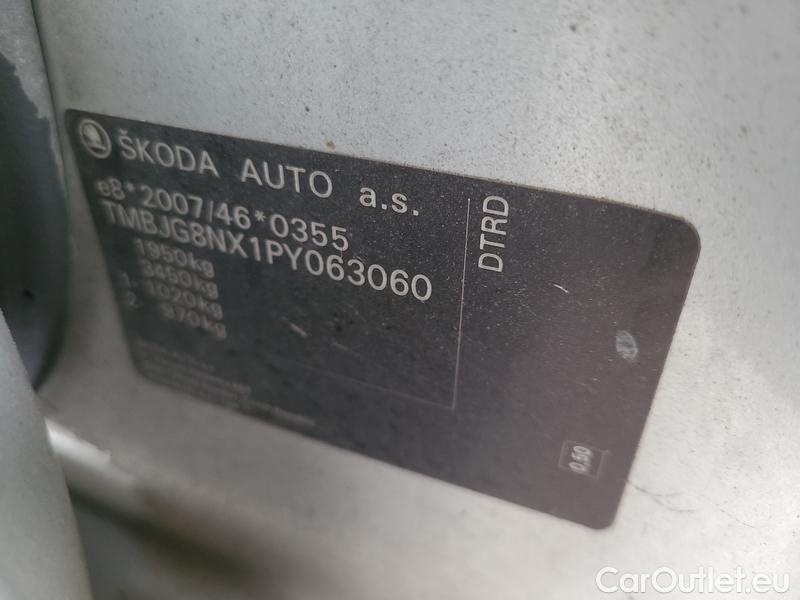 ŠKODA AUTO a.s.
e8*2007/46*0355
TMBJG8NX1PY063060
1950kg
3450kg
1. 1020kg
2. 970kg
DTRD
0.50
CarOutlet.eu